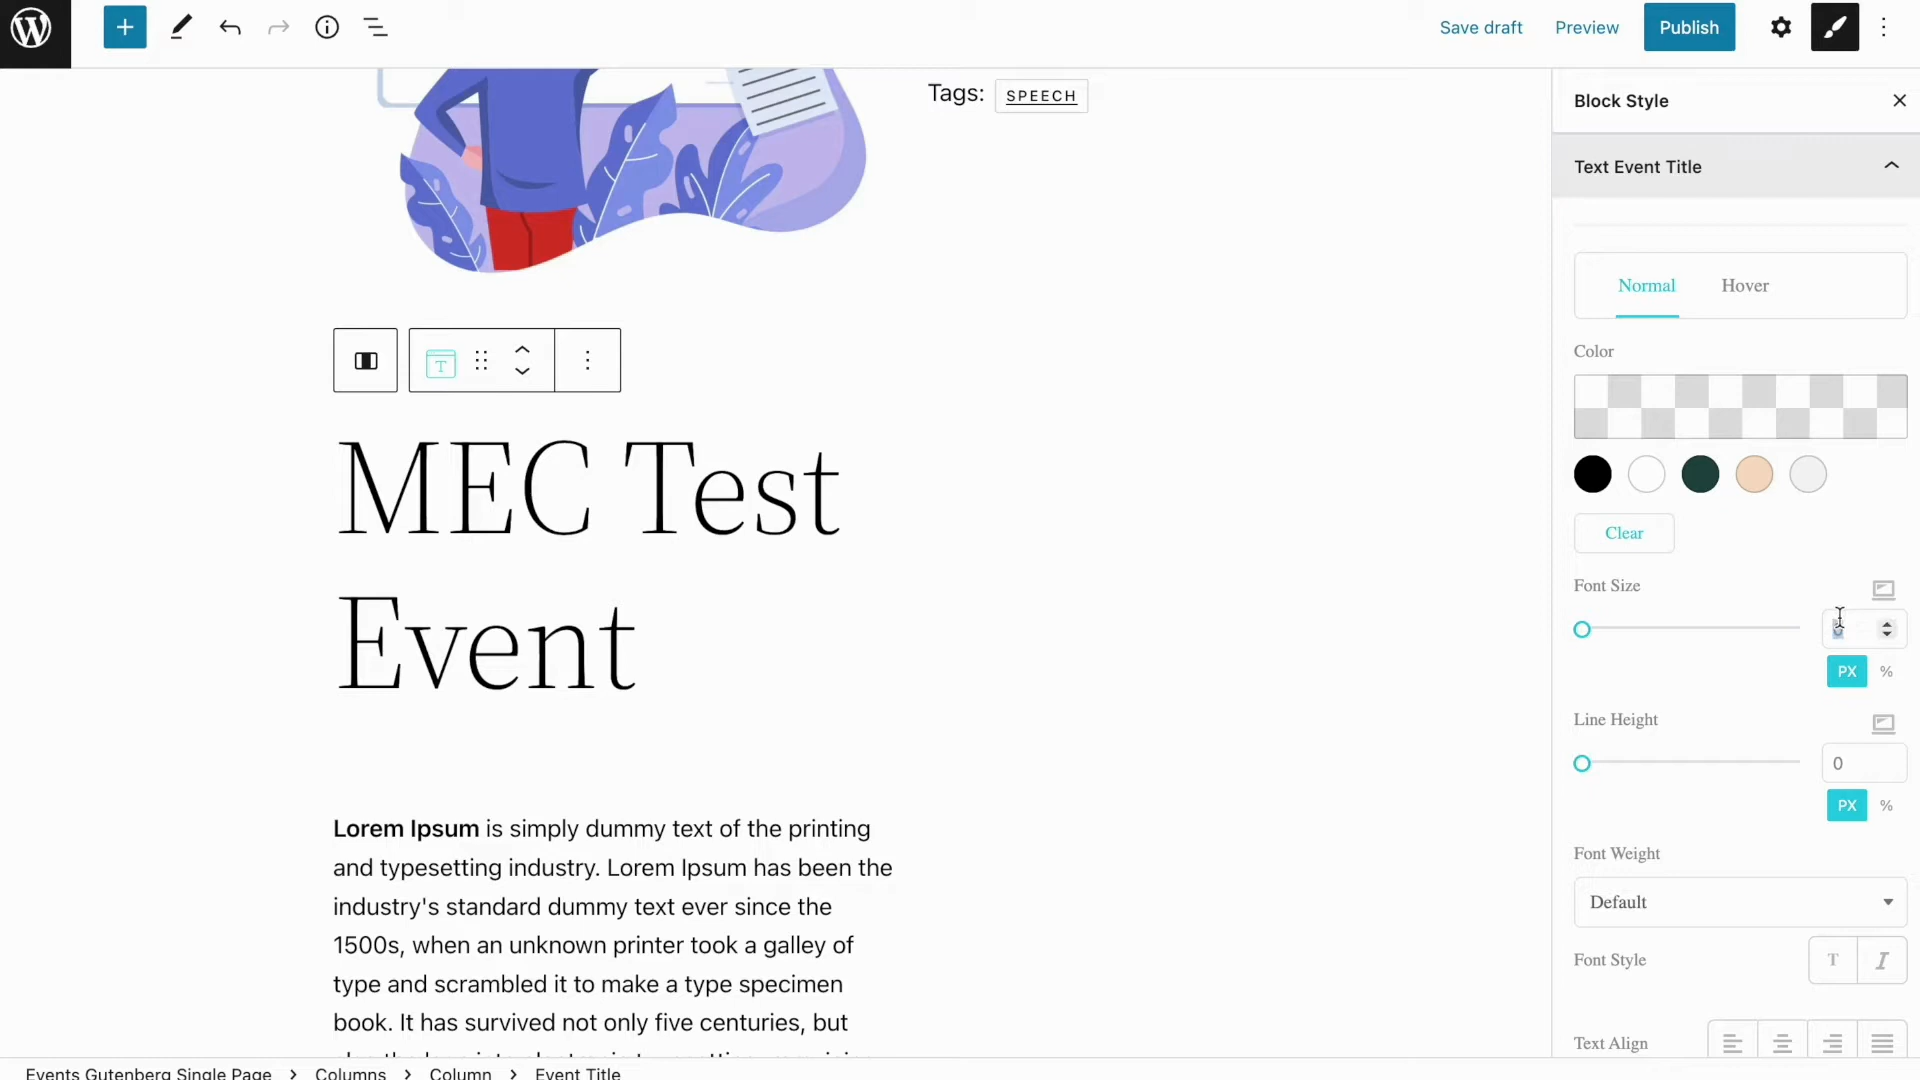 Save draft
Preview
Publish
Block Style
Text Event Title
Tags: SPEECH
Normal
Hover
Color
Clear
Font Size
PX %
Line Height
0
PX %
Font Weight
Default
Font Style
T I
Text Align
T
MEC Test
Event
Lorem Ipsum is simply dummy text of the printing
and typesetting industry. Lorem Ipsum has been the
industry's standard dummy text ever since the
1500s, when an unknown printer took a galley of
type and scrambled it to make a type specimen
book. It has survived not only five centuries, but
Events Gutenberg Single Page > Columns > Column > Event Title